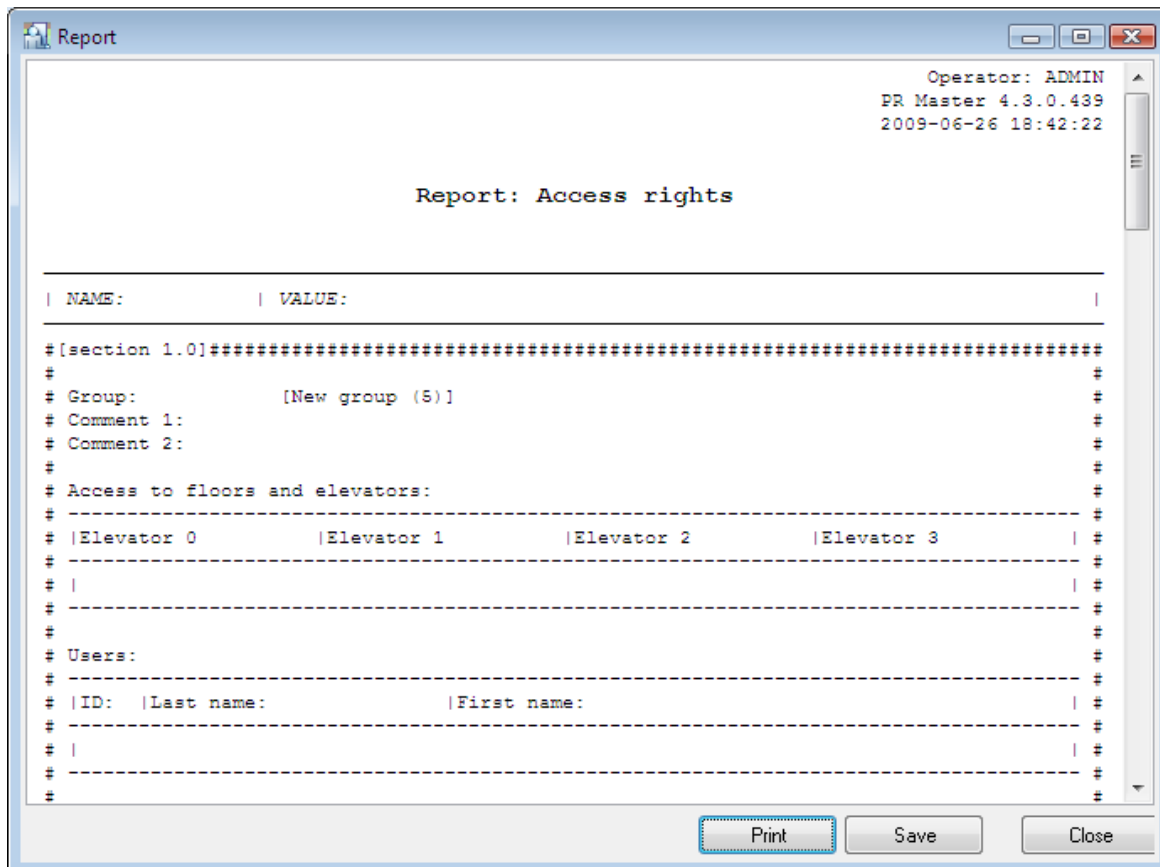 Report
Operator: ADMIN
PR Master 4.3.0.439
2009-06-26 18:42:22
Report: Access rights
| NAME: | VALUE: |
#[section 1.0]############################################################################
# #
# Group: [New group (5)] #
# Comment 1: #
# Comment 2: #
# #
# Access to floors and elevators: #
# -------------------------------------------------------------------------------------- #
# |Elevator 0 |Elevator 1 |Elevator 2 |Elevator 3 | #
# -------------------------------------------------------------------------------------- #
# | | #
# -------------------------------------------------------------------------------------- #
# #
# Users: #
# -------------------------------------------------------------------------------------- #
# |ID: |Last name: |First name: | #
# -------------------------------------------------------------------------------------- #
# | | #
# -------------------------------------------------------------------------------------- #
# #
Print Save Close